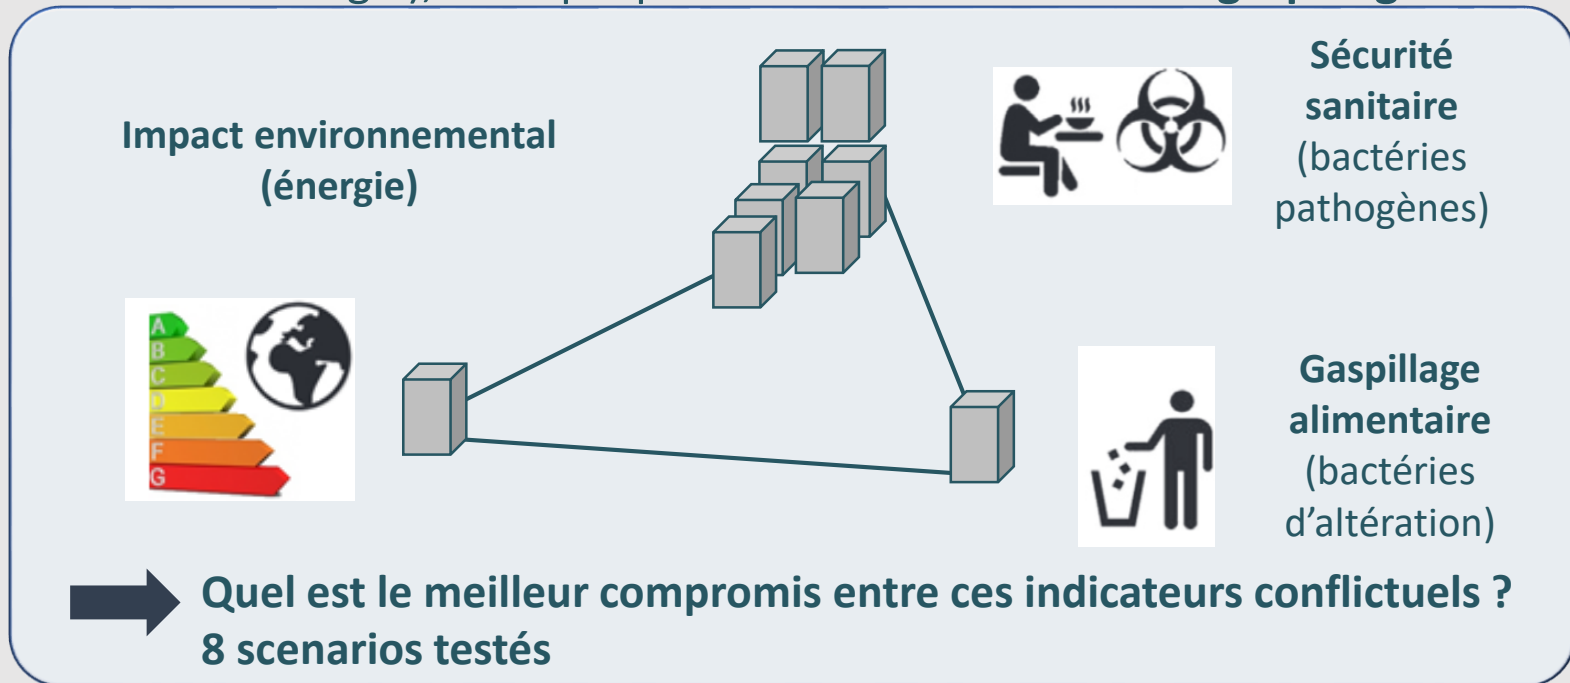 Impact environnemental
(énergie)
Sécurité
sanitaire
(bactéries
pathogènes)
A
B
C
D
E
F
G
Gaspillage
alimentaire
(bactéries
d’altération)
Quel est le meilleur compromis entre ces indicateurs conflictuels ?
8 scenarios testés